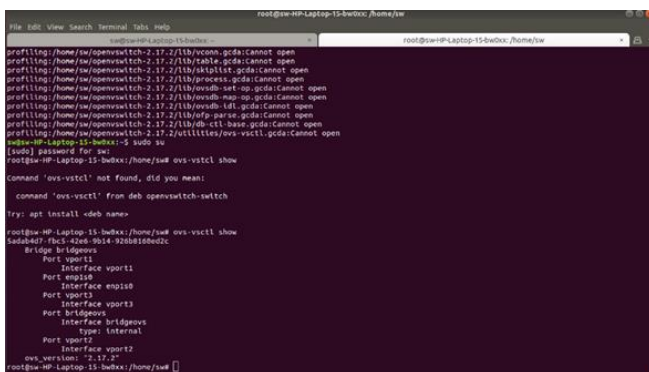 root@sw-HP-Laptop-15-bw0xx: /home/sw
File Edit View Search Terminal Tabs Help
sw@sw-HP-Laptop-15-bw0xx: ~
root@sw-HP-Laptop-15-bw0xx: /home/sw
profiling:/home/sw/openvswitch-2.17.2/lib/vconn.gcda:Cannot open
profiling:/home/sw/openvswitch-2.17.2/lib/table.gcda:Cannot open
profiling:/home/sw/openvswitch-2.17.2/lib/skiplist.gcda:Cannot open
profiling:/home/sw/openvswitch-2.17.2/lib/process.gcda:Cannot open
profiling:/home/sw/openvswitch-2.17.2/lib/ovsdb-set-op.gcda:Cannot open
profiling:/home/sw/openvswitch-2.17.2/lib/ovsdb-map-op.gcda:Cannot open
profiling:/home/sw/openvswitch-2.17.2/lib/ovsdb-idl.gcda:Cannot open
profiling:/home/sw/openvswitch-2.17.2/lib/ofp-parse.gcda:Cannot open
profiling:/home/sw/openvswitch-2.17.2/lib/db-ctl-base.gcda:Cannot open
profiling:/home/sw/openvswitch-2.17.2/utilities/ovs-vsctl.gcda:Cannot open
sw@sw-HP-Laptop-15-bw0xx:~$ sudo su
[sudo] password for sw:
root@sw-HP-Laptop-15-bw0xx:/home/sw# ovs-vstcl show
Command 'ovs-vstcl' not found, did you mean:
command 'ovs-vsctl' from deb openvswitch-switch
Try: apt install <deb name>
root@sw-HP-Laptop-15-bw0xx:/home/sw# ovs-vsctl show
5adab4d7-fbc5-42e6-9b14-926b8160ed2c
Bridge bridgeovs
Port vport1
Interface vport1
Port enp1s0
Interface enp1s0
Port vport3
Interface vport3
Port bridgeovs
Interface bridgeovs
type: internal
Port vport2
Interface vport2
ovs_version: "2.17.2"
root@sw-HP-Laptop-15-bw0xx:/home/sw#